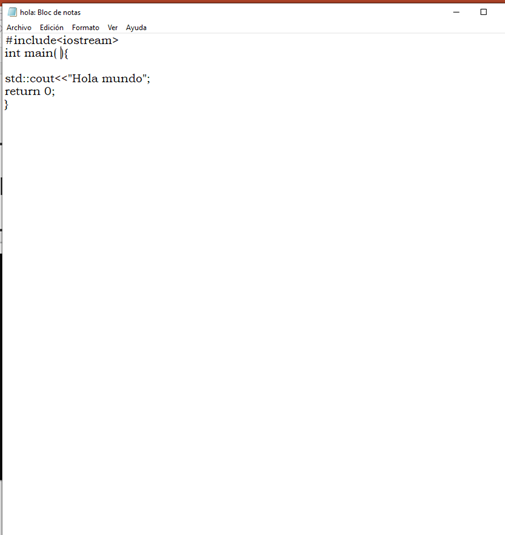 hola: Bloc de notas
Archivo Edición Formato Ver Ayuda
#include<iostream>
int main( ){
std::cout<<"Hola mundo";
return 0;
}